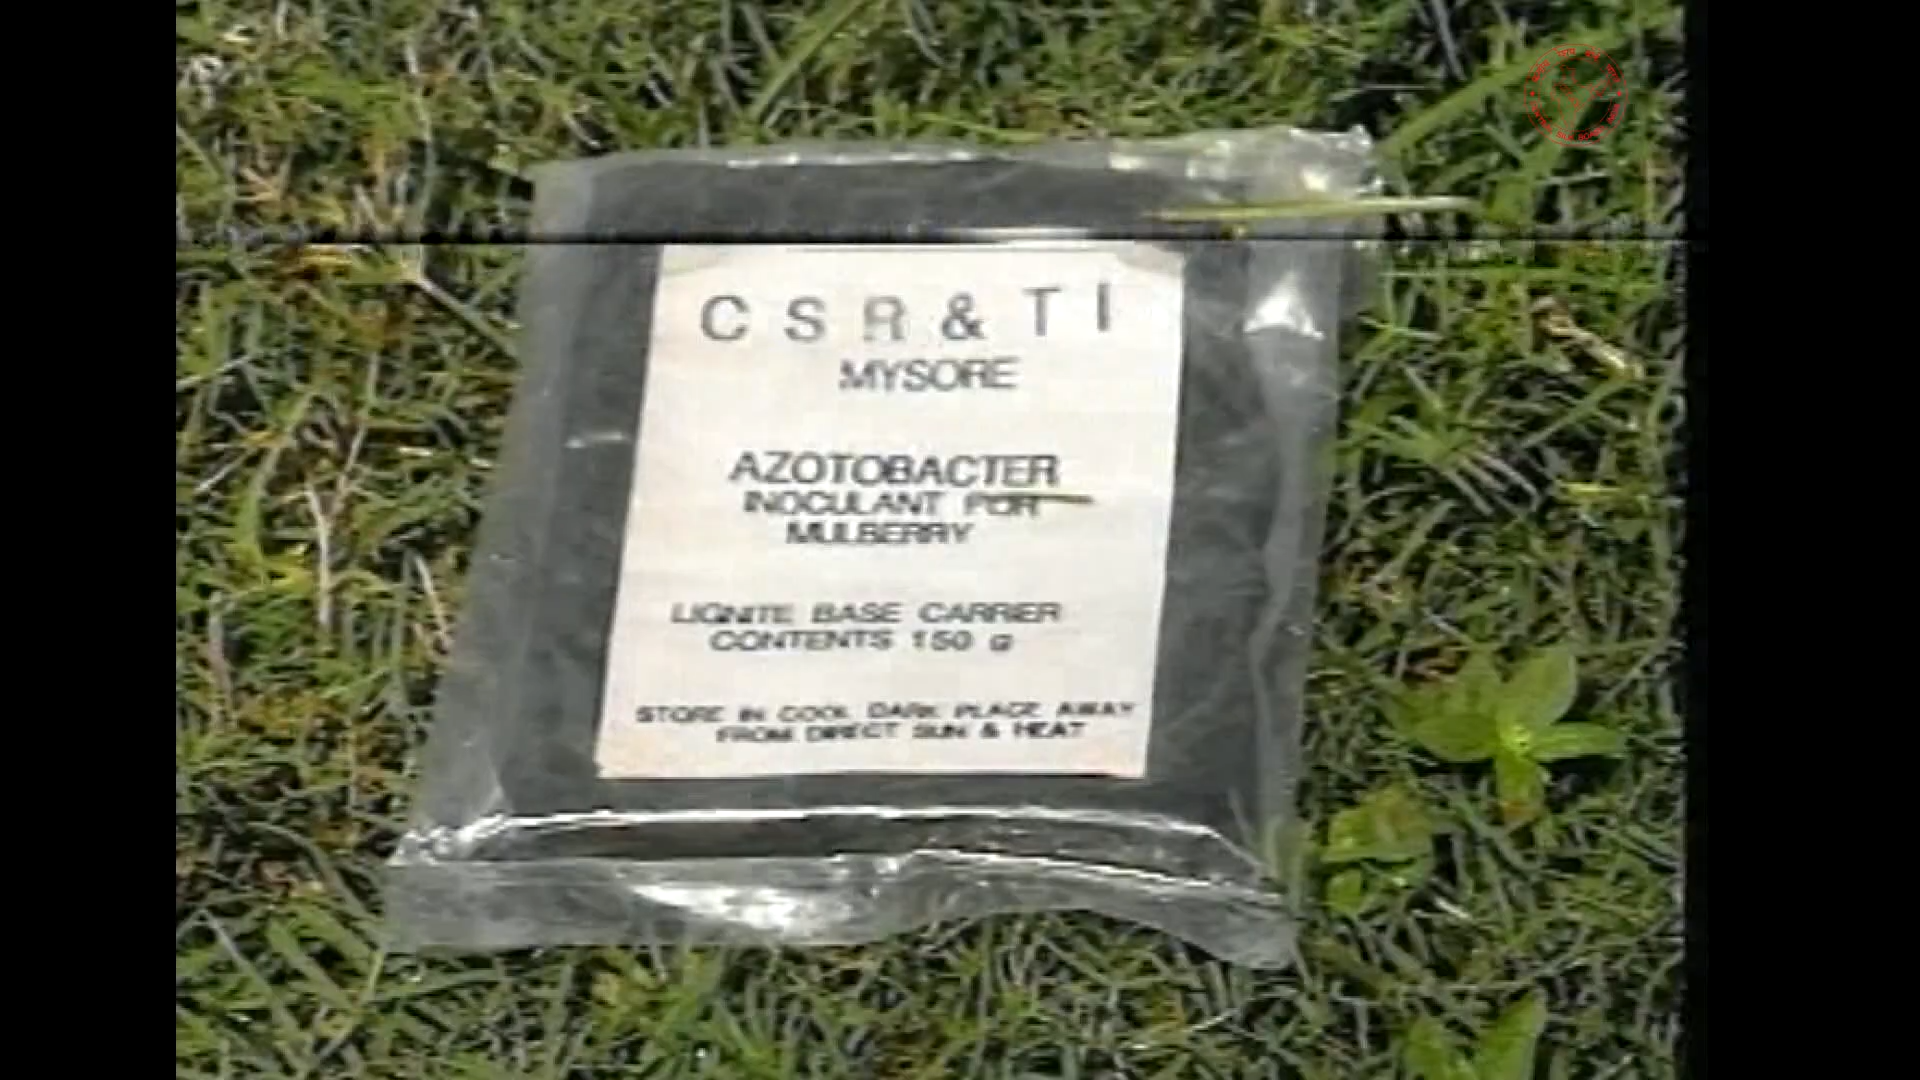 C S R & T I
MYSORE
AZOTOBACTER
INOCULANT FOR
MULBERRY
LIGNITE BASE CARRIER
CONTENTS 150 g
STORE IN COOL DARK PLACE AWAY
FROM DIRECT SUN & HEAT